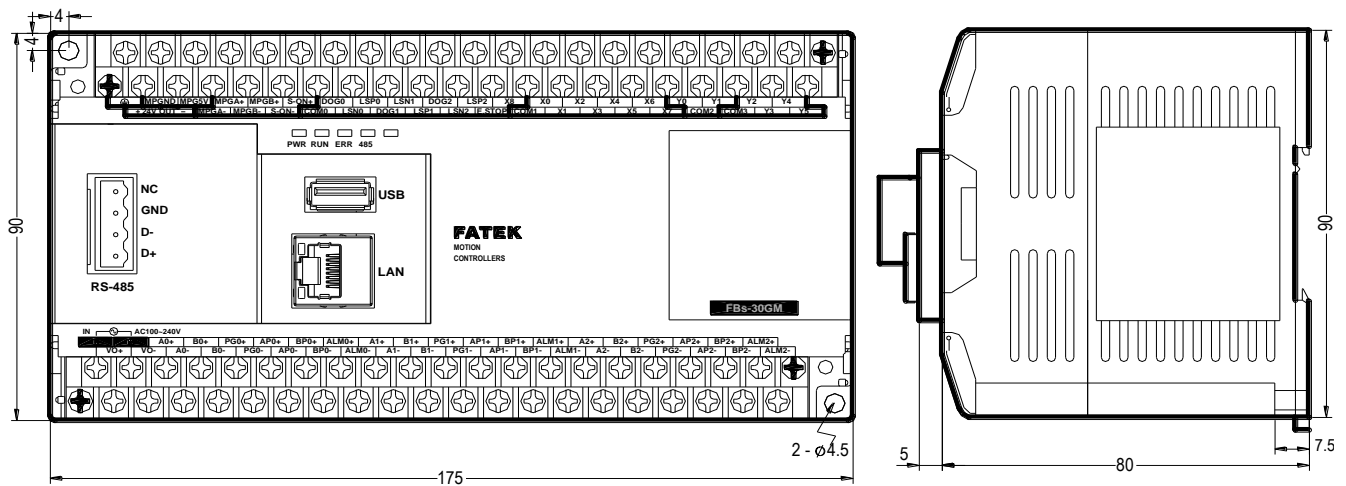 4
4
MPGND MPG5V MPGA+ MPGB+ S-ON+ DOG0 LSP0 LSN1 DOG2 LSP2 X8 X0 X2 X4 X6 Y0 Y1 Y2 Y4
+24V OUT - MPGA- MPGB- S-ON- COM0 LSN0 DOG1 LSP1 LSN2 E STOP COM1 X1 X3 X5 X7 COM2 COM3 Y3 Y5
PWR RUN ERR 485
NC
GND
D-
D+
RS-485
USB
LAN
FATEK
MOTION
CONTROLLERS
FBs-30GM
IN AC100~240V
A0+ B0+ PG0+ AP0+ BP0+ ALM0+ A1+ B1+ PG1+ AP1+ BP1+ ALM1+ A2+ B2+ PG2+ AP2+ BP2+ ALM2+
VO+ VO- A0- B0- PG0- AP0- BP0- ALM0- A1- B1- PG1- AP1- BP1- ALM1- A2- B2- PG2- AP2- BP2- ALM2-
90
2 - ø4.5
175
90
5
80
7.5